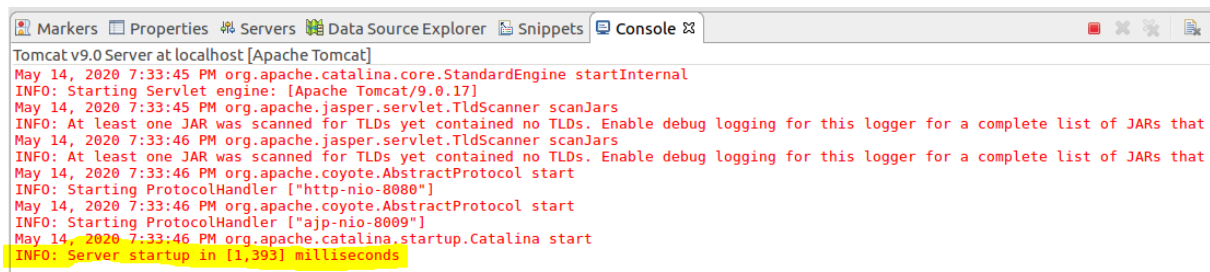 Markers Properties Servers Data Source Explorer Snippets Console
Tomcat v9.0 Server at localhost [Apache Tomcat]
May 14, 2020 7:33:45 PM org.apache.catalina.core.StandardEngine startInternal
INFO: Starting Servlet engine: [Apache Tomcat/9.0.17]
May 14, 2020 7:33:45 PM org.apache.jasper.servlet.TldScanner scanJars
INFO: At least one JAR was scanned for TLDs yet contained no TLDs. Enable debug logging for this logger for a complete list of JARs that
May 14, 2020 7:33:46 PM org.apache.jasper.servlet.TldScanner scanJars
INFO: At least one JAR was scanned for TLDs yet contained no TLDs. Enable debug logging for this logger for a complete list of JARs that
May 14, 2020 7:33:46 PM org.apache.coyote.AbstractProtocol start
INFO: Starting ProtocolHandler ["http-nio-8080"]
May 14, 2020 7:33:46 PM org.apache.coyote.AbstractProtocol start
INFO: Starting ProtocolHandler ["ajp-nio-8009"]
May 14, 2020 7:33:46 PM org.apache.catalina.startup.Catalina start
INFO: Server startup in [1,393] milliseconds